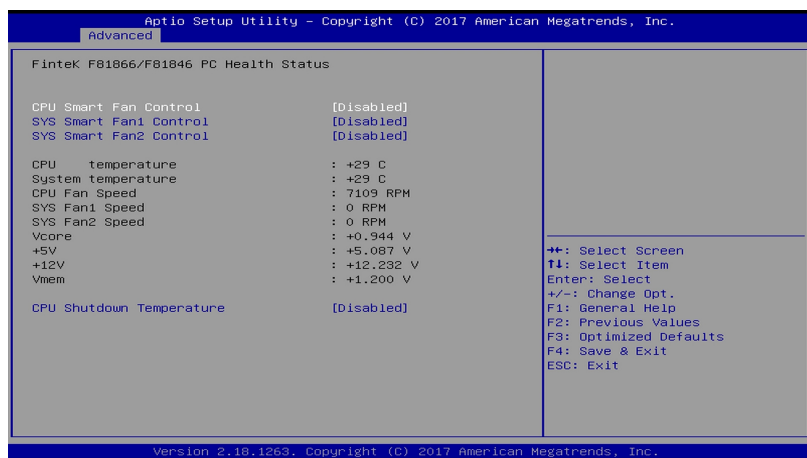 Aptio Setup Utility – Copyright (C) 2017 American Megatrends, Inc.
Advanced
FinteK F81866/F81846 PC Health Status
CPU Smart Fan Control [Disabled]
SYS Smart Fan1 Control [Disabled]
SYS Smart Fan2 Control [Disabled]
CPU temperature : +29 C
System temperature : +29 C
CPU Fan Speed : 7109 RPM
SYS Fan1 Speed : 0 RPM
SYS Fan2 Speed : 0 RPM
Vcore : +0.944 V
+5V : +5.087 V
+12V : +12.232 V
Vmem : +1.200 V
CPU Shutdown Temperature [Disabled]
→←: Select Screen
↑↓: Select Item
Enter: Select
+/-: Change Opt.
F1: General Help
F2: Previous Values
F3: Optimized Defaults
F4: Save & Exit
ESC: Exit
Version 2.18.1263. Copyright (C) 2017 American Megatrends, Inc.